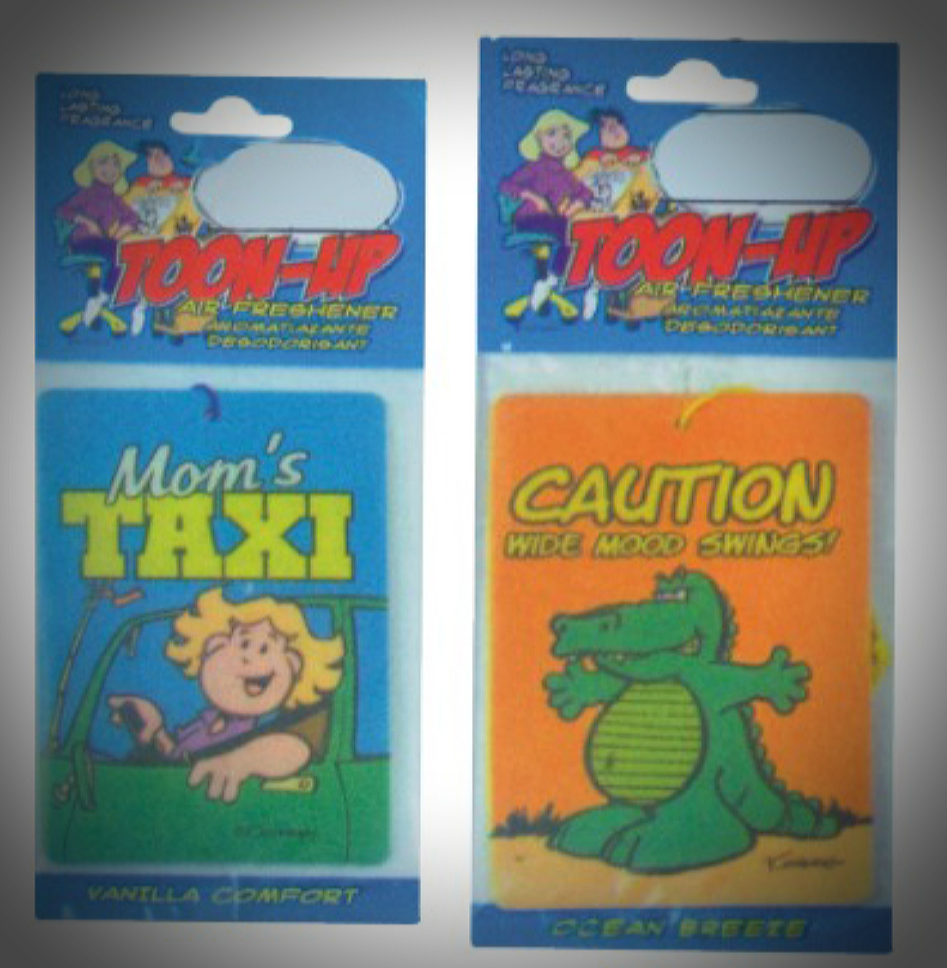 LONG
LASTING
FRAGRANCE
TOON-UP
AIR-FRESHENER
AROMATIZANTE
DESODORISANT
Mom's
TAXI
VANILLA COMFORT
LONG
LASTING
FRAGRANCE
TOON-UP
AIR-FRESHENER
AROMATIZANTE
DESODORISANT
CAUTION
WIDE MOOD SWINGS!
OCEAN BREEZE